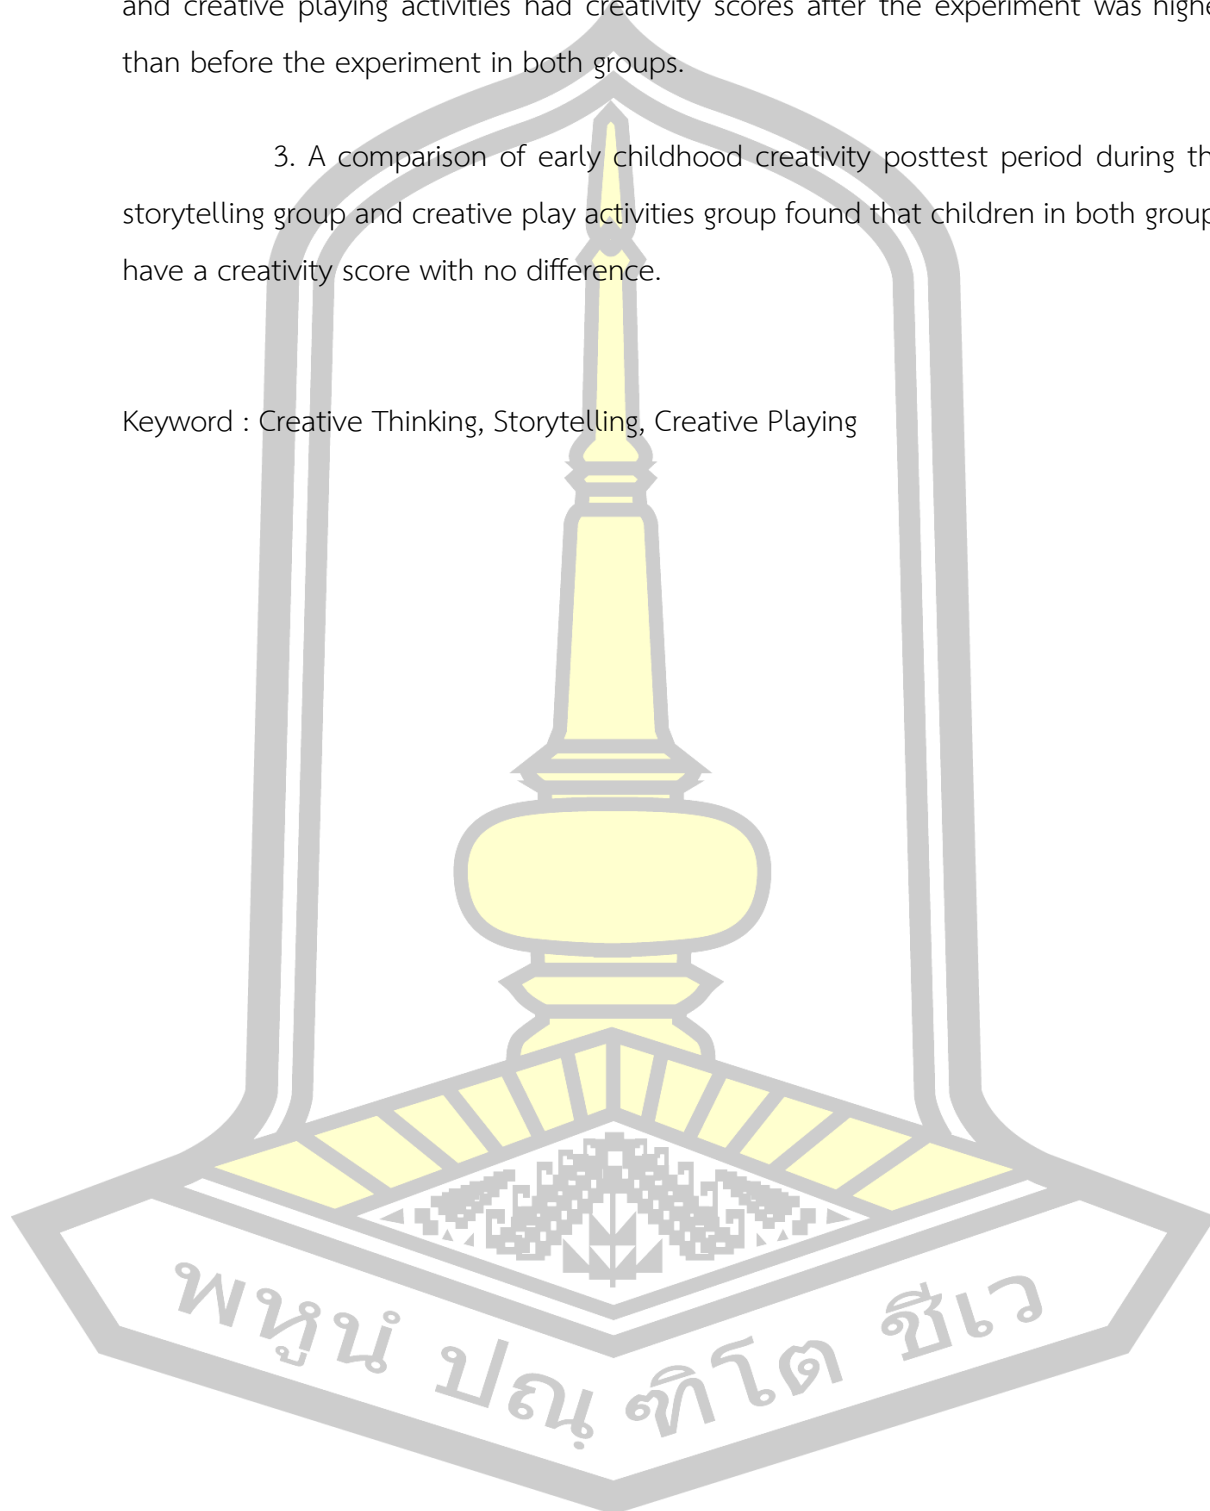 and creative playing activities had creativity scores after the experiment was highe
than before the experiment in both groups.
3. A comparison of early childhood creativity posttest period during th
storytelling group and creative play activities group found that children in both group
have a creativity score with no difference.
Keyword : Creative Thinking, Storytelling, Creative Playing
พหูนํ ปณฺฑิโต ชีเว